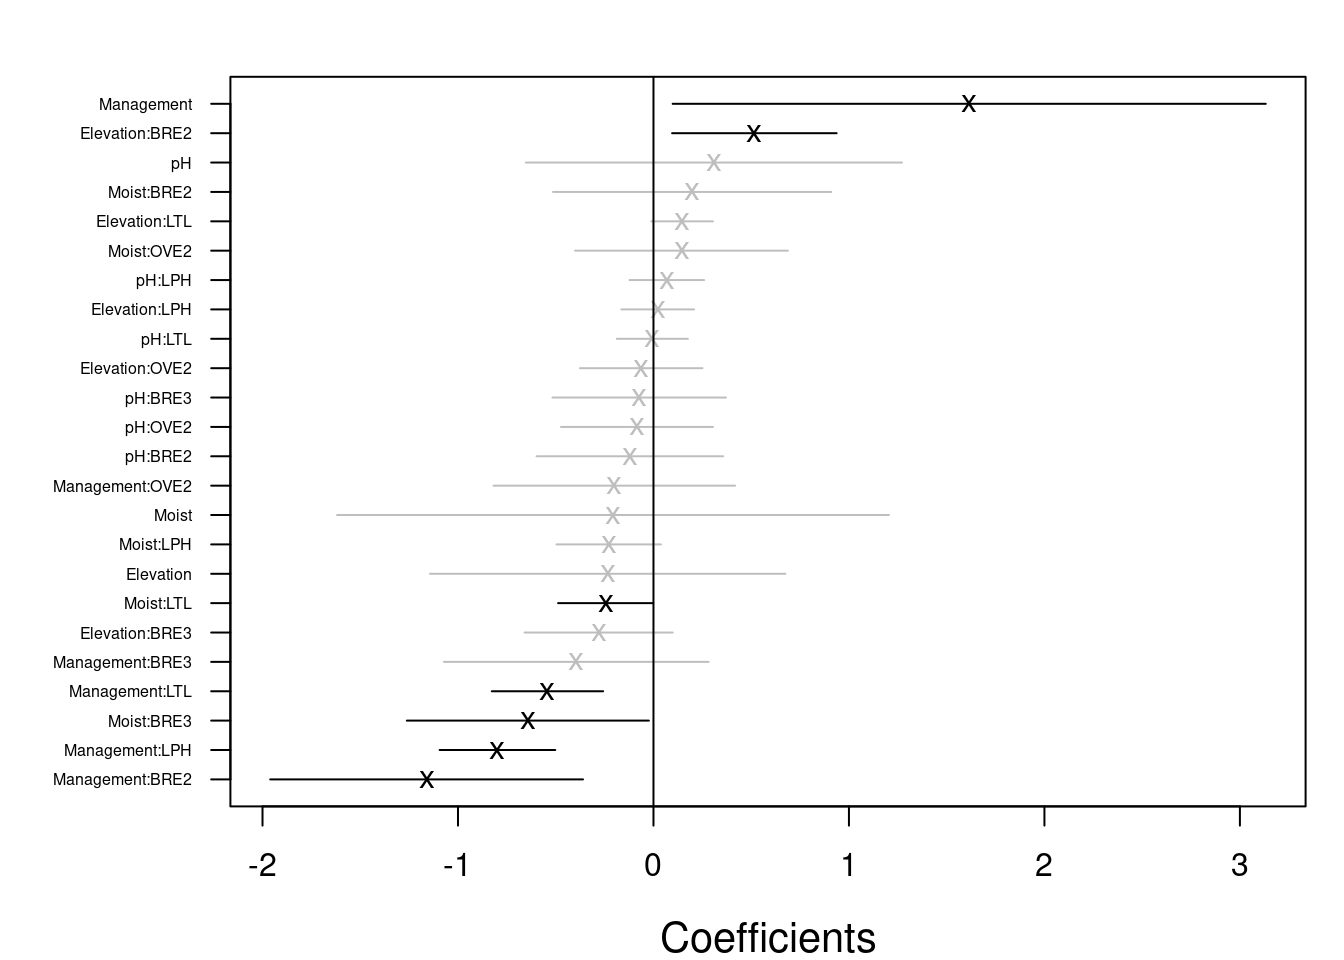 Management
Elevation:BRE2
pH
Moist:BRE2
Elevation:LTL
Moist:OVE2
pH:LPH
Elevation:LPH
pH:LTL
Elevation:OVE2
pH:BRE3
pH:OVE2
pH:BRE2
Management:OVE2
Moist
Moist:LPH
Elevation
Moist:LTL
Elevation:BRE3
Management:BRE3
Management:LTL
Moist:BRE3
Management:LPH
Management:BRE2
-2 -1 0 1 2 3
Coefficients